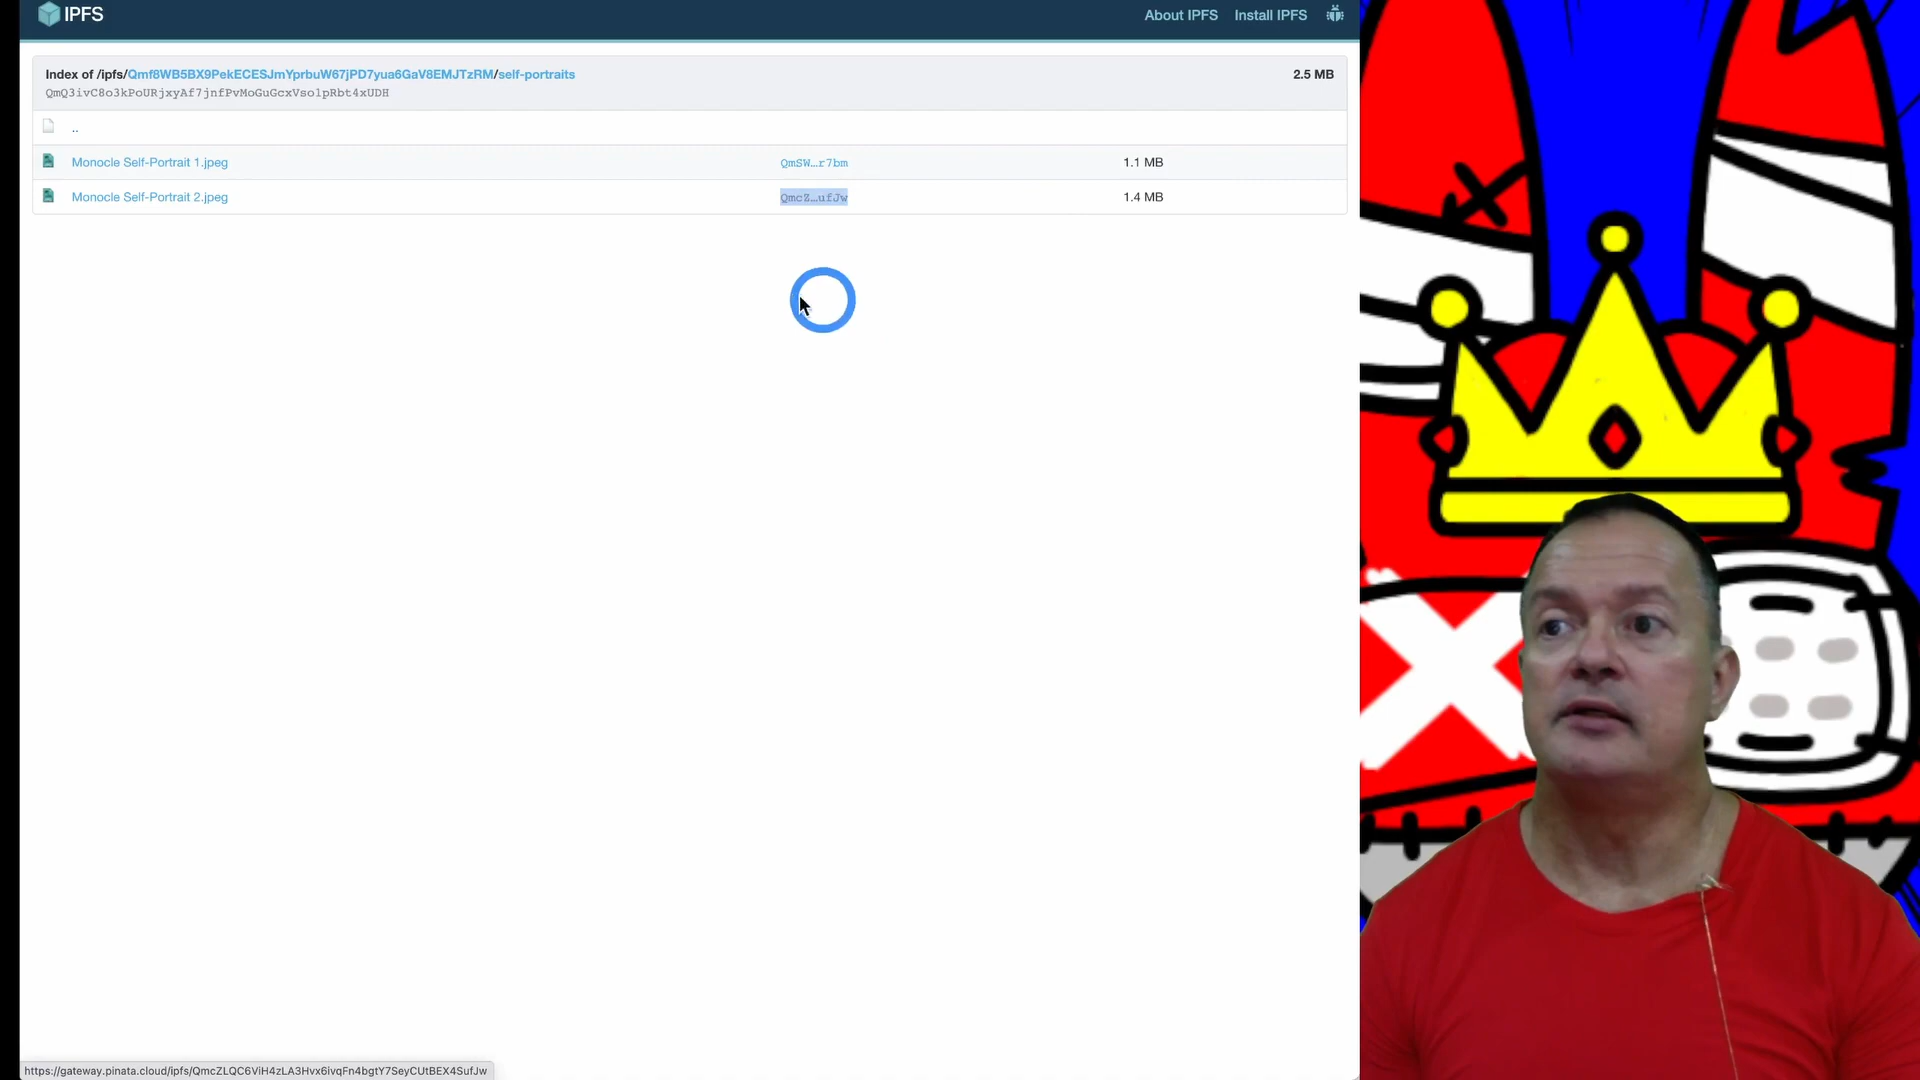 IPFS
About IPFS Install IPFS
Index of /ipfs/Qmf8WB5BX9PekECESJmYprbuW67jPD7yua6GaV8EMJTzRM/self-portraits 2.5 MB
QmQ3ivC8o3kPoURjxyAf7jnfPvMoGuGcxVso1pRbt4xUDH
..
Monocle Self-Portrait 1.jpeg QmSW…r7bm 1.1 MB
Monocle Self-Portrait 2.jpeg QmcZ…ufJw 1.4 MB
https://gateway.pinata.cloud/ipfs/QmcZLQC6ViH4zLA3Hvx6ivqFn4bgtY7SeyCUtBEX4SufJw